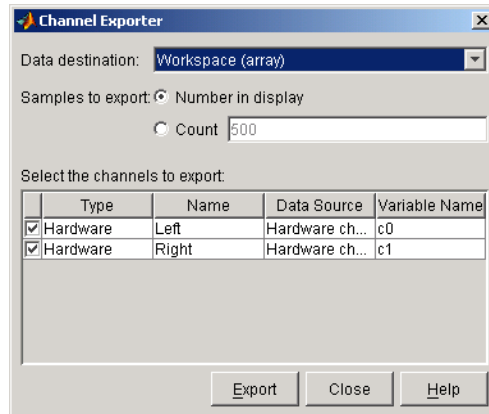 Channel Exporter
Data destination: Workspace (array)
Samples to export: Number in display
Count 500
Select the channels to export:
Type Name Data Source Variable Name
Hardware Left Hardware ch... c0
Hardware Right Hardware ch... c1
Export Close Help